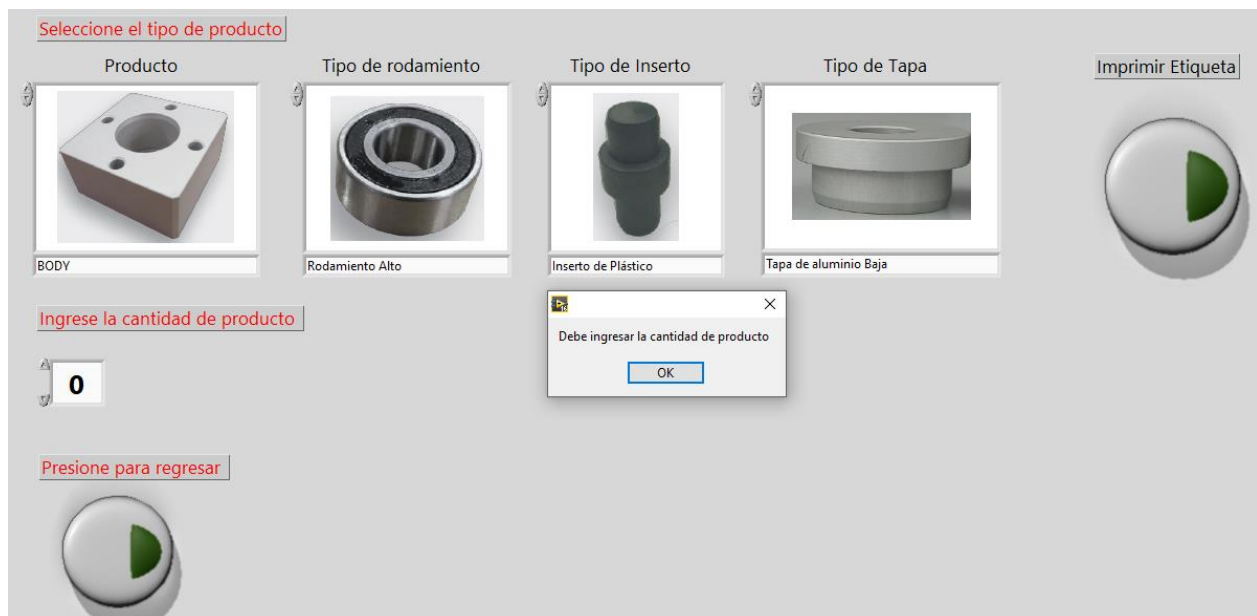 Seleccione el tipo de producto
Producto
Tipo de rodamiento
Tipo de Inserto
Tipo de Tapa
Imprimir Etiqueta
BODY
Rodamiento Alto
Inserto de Plástico
Tapa de aluminio Baja
Ingrese la cantidad de producto
Debe ingresar la cantidad de producto
OK
0
Presione para regresar